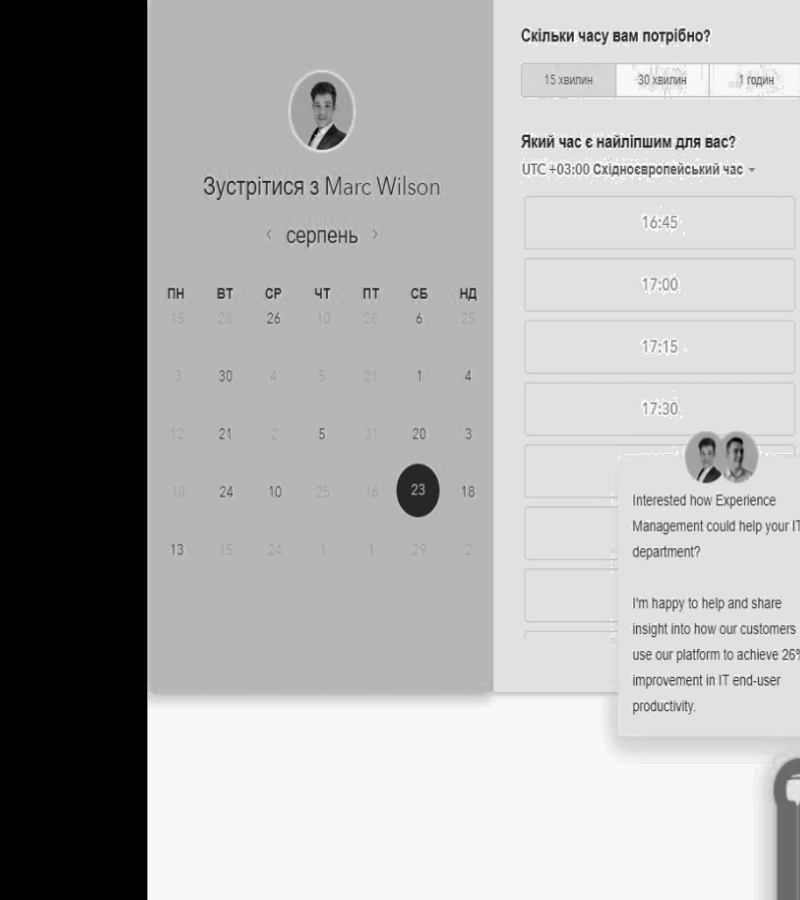 Зустрітися з Marc Wilson
‹ серпень ›
ПН ВТ СР ЧТ ПТ СБ НД
15 28 26 10 28 6 25
3 30 4 5 21 1 4
12 21 2 5 31 20 3
10 24 10 25 16 23 18
13 15 24 1 1 29 2
Скільки часу вам потрібно?
15 хвилин 30 хвилин 1 годин
Який час є найліпшим для вас?
UTC +03:00 Східноєвропейський час
16:45
17:00
17:15
17:30
Interested how Experience
Management could help your IT
department?
I'm happy to help and share
insight into how our customers
use our platform to achieve 26%
improvement in IT end-user
productivity.